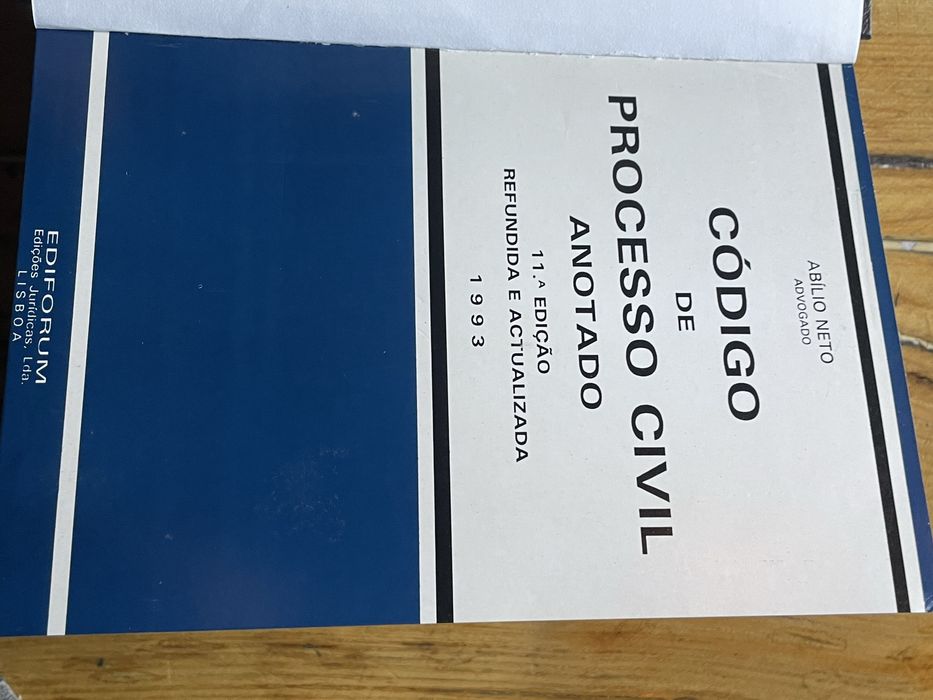 ABÍLIO NETO
ADVOGADO
CÓDIGO
DE
PROCESSO CIVIL
ANOTADO
11.ª EDIÇÃO
REFUNDIDA E ACTUALIZADA
1993
EDIFORUM
Edições Jurídicas, Lda.
LISBOA